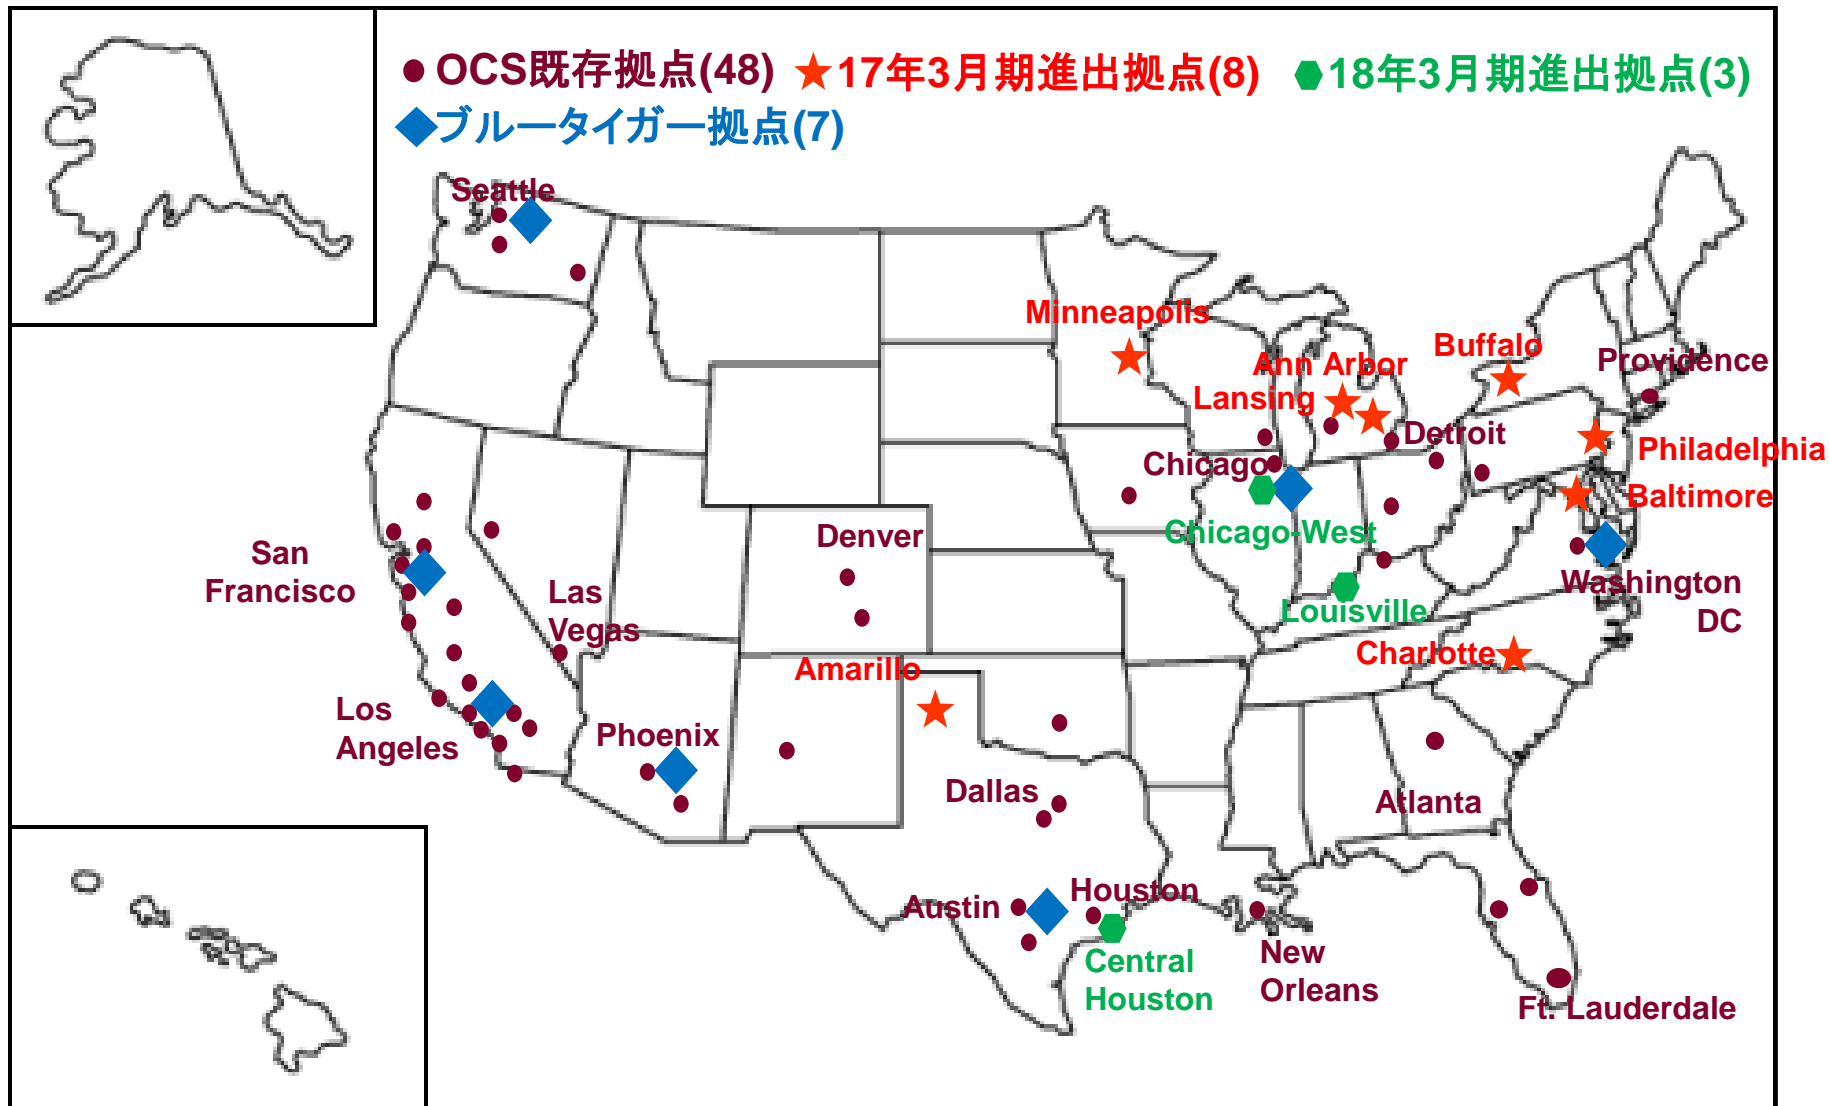 OCS既存拠点(48) 17年3月期進出拠点(8) 18年3月期進出拠点(3)
ブルータイガー拠点(7)
Seattle
Minneapolis
Ann Arbor
Buffalo
Providence
Lansing
Detroit
Philadelphia
Chicago
Baltimore
Chicago-West
Denver
San
Francisco
Las
Vegas
Louisville
Washington
DC
Charlotte
Amarillo
Los
Angeles
Phoenix
Dallas
Atlanta
Austin
Houston
Central
Houston
New
Orleans
Ft. Lauderdale